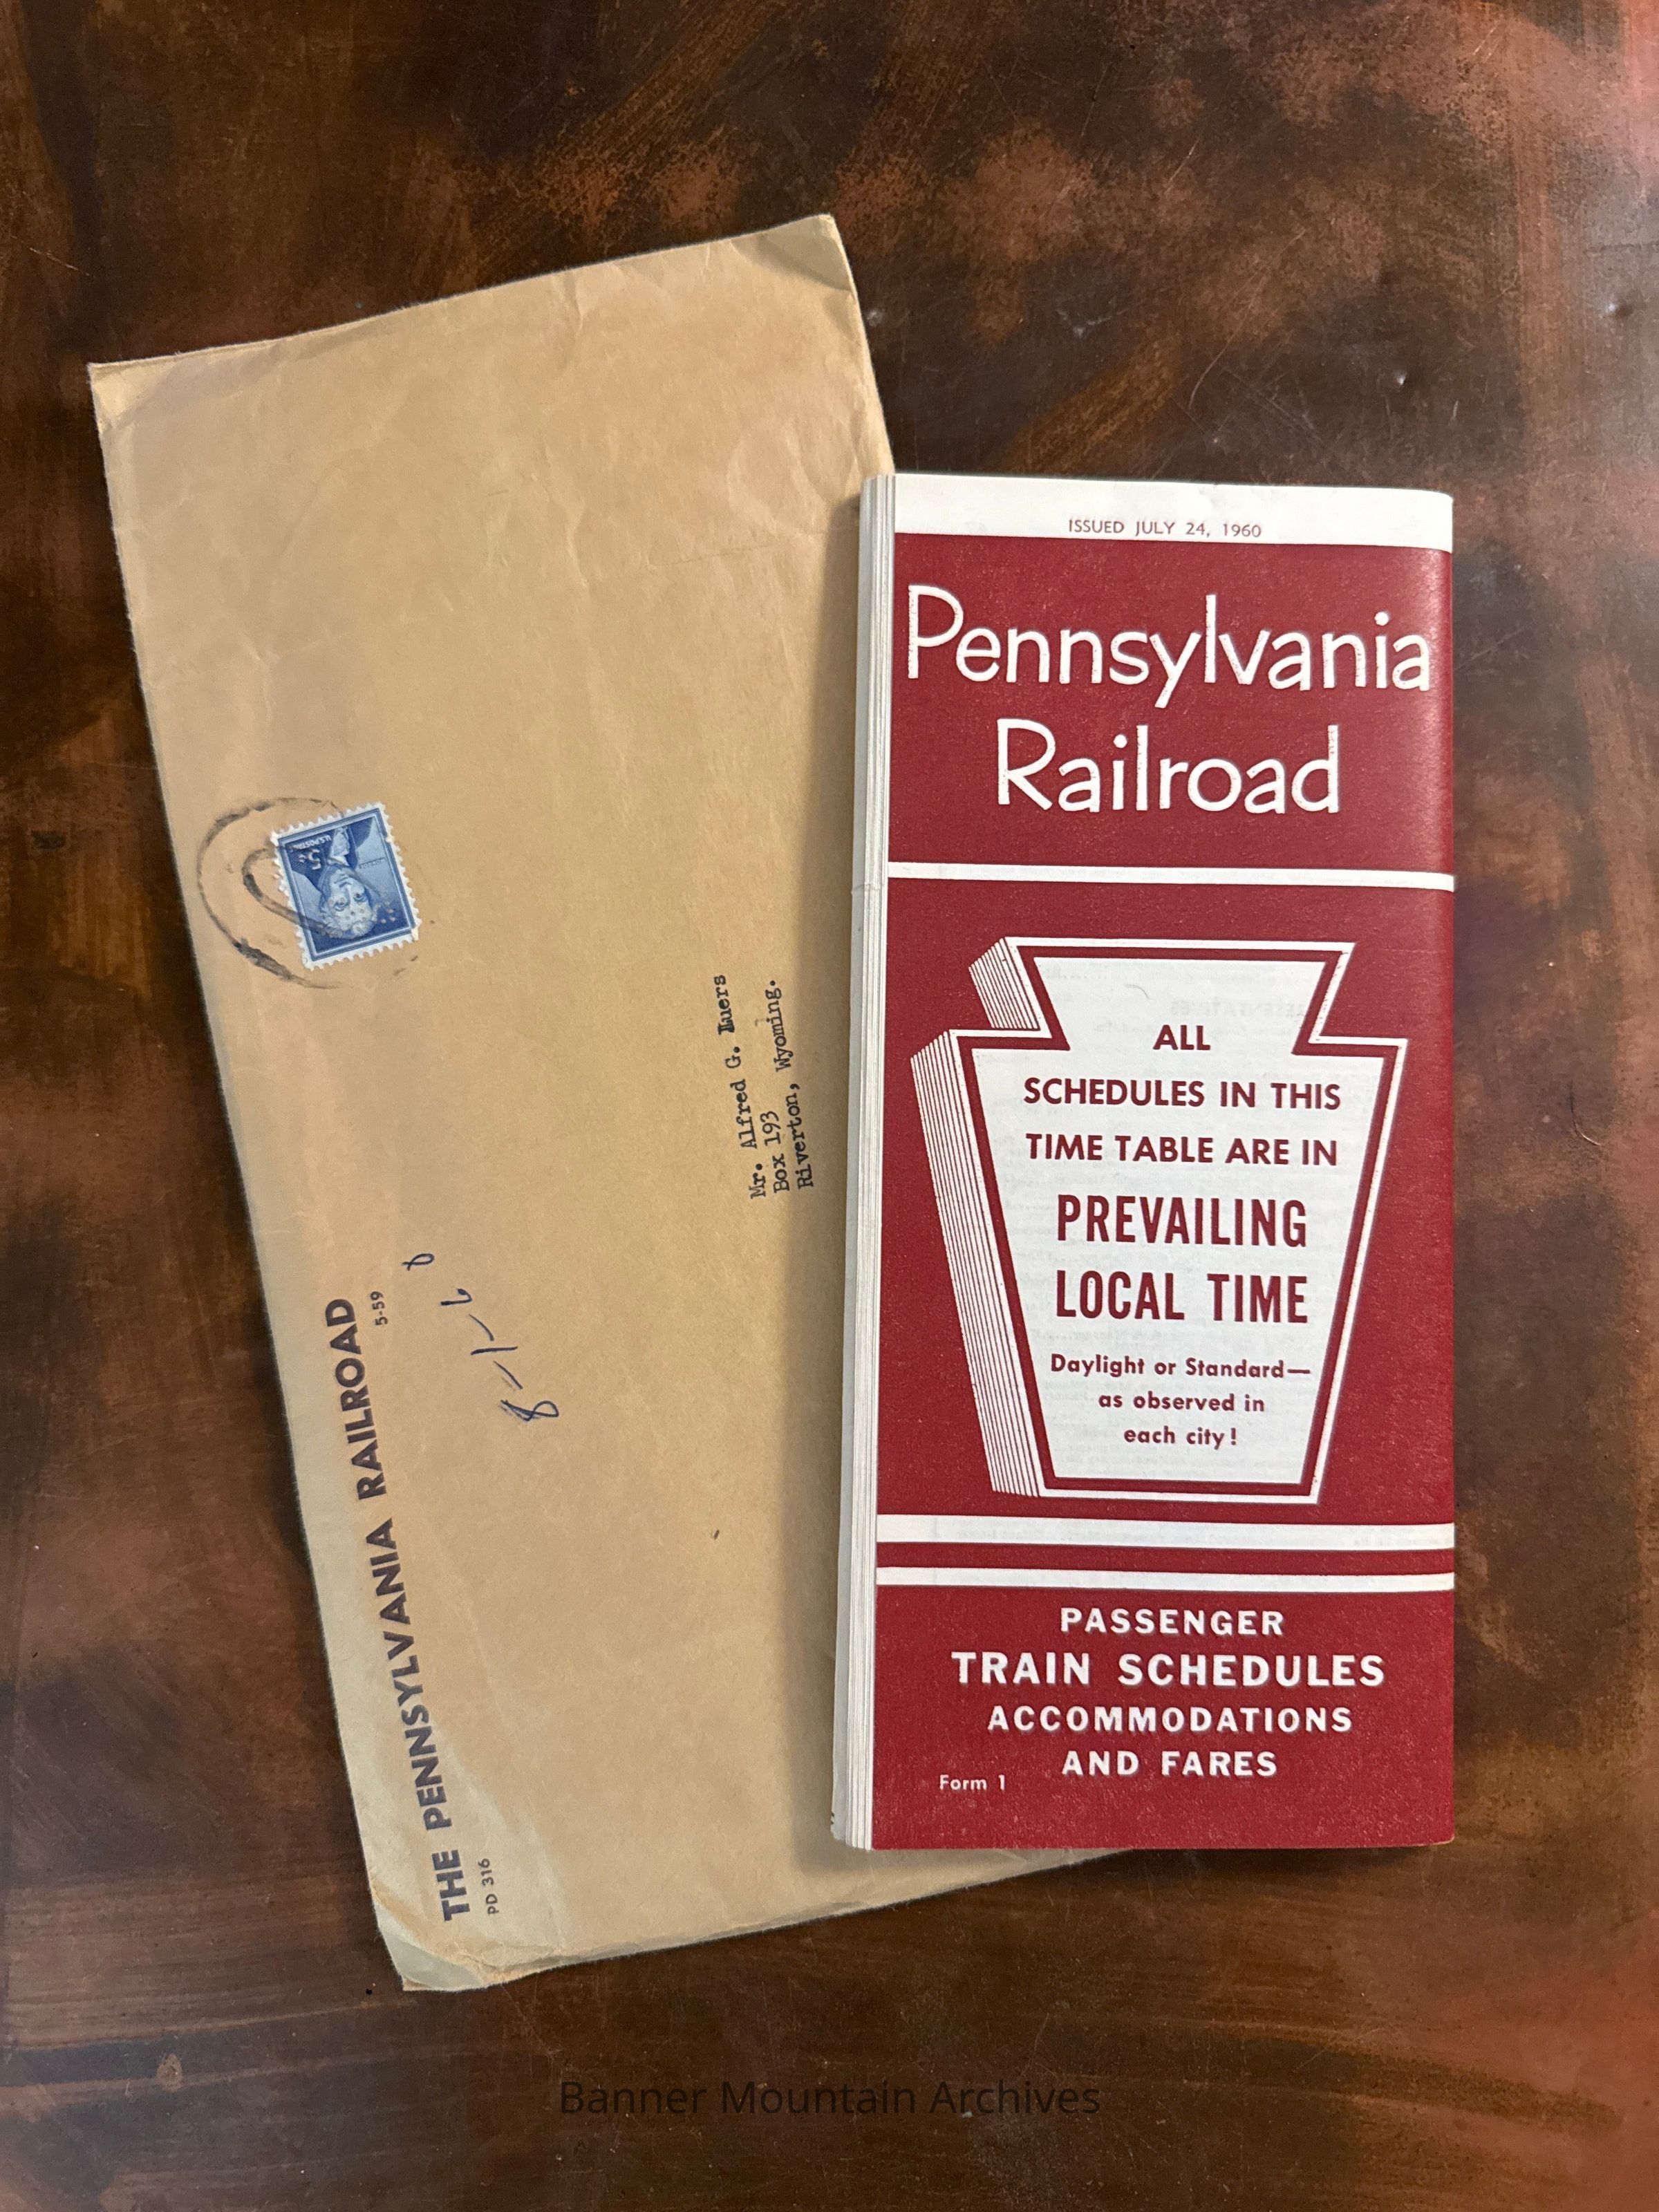 THE PENNSYLVANIA RAILROAD
PD 316
5-59
8-1-60
U.S. POSTAGE
5¢
Mr. Alfred G. Luers
Box 193
Riverton, Wyoming.
ISSUED JULY 24, 1960
Pennsylvania
Railroad
ALL
SCHEDULES IN THIS
TIME TABLE ARE IN
PREVAILING
LOCAL TIME
Daylight or Standard—
as observed in
each city!
PASSENGER
TRAIN SCHEDULES
ACCOMMODATIONS
AND FARES
Form 1
Banner Mountain Archives